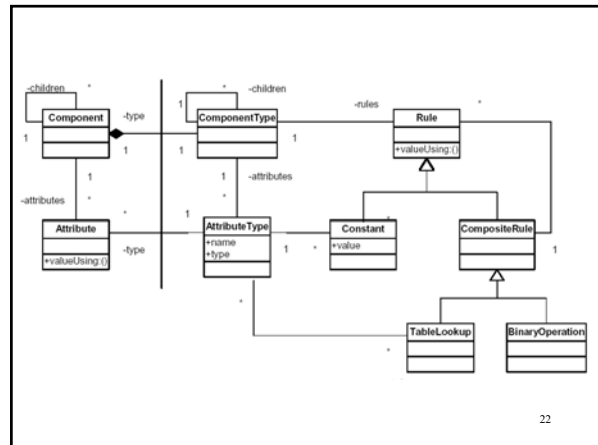 -children * * -children
-type -rules *
Component ComponentType Rule
1 1 1 1 1 1
+valueUsing:()
1 1
-attributes -attributes
* *
* 1
Attribute AttributeType Constant * CompositeRule
+name +value
+type 1 * 1
+valueUsing:() -type
*
TableLookup BinaryOperation
*
22